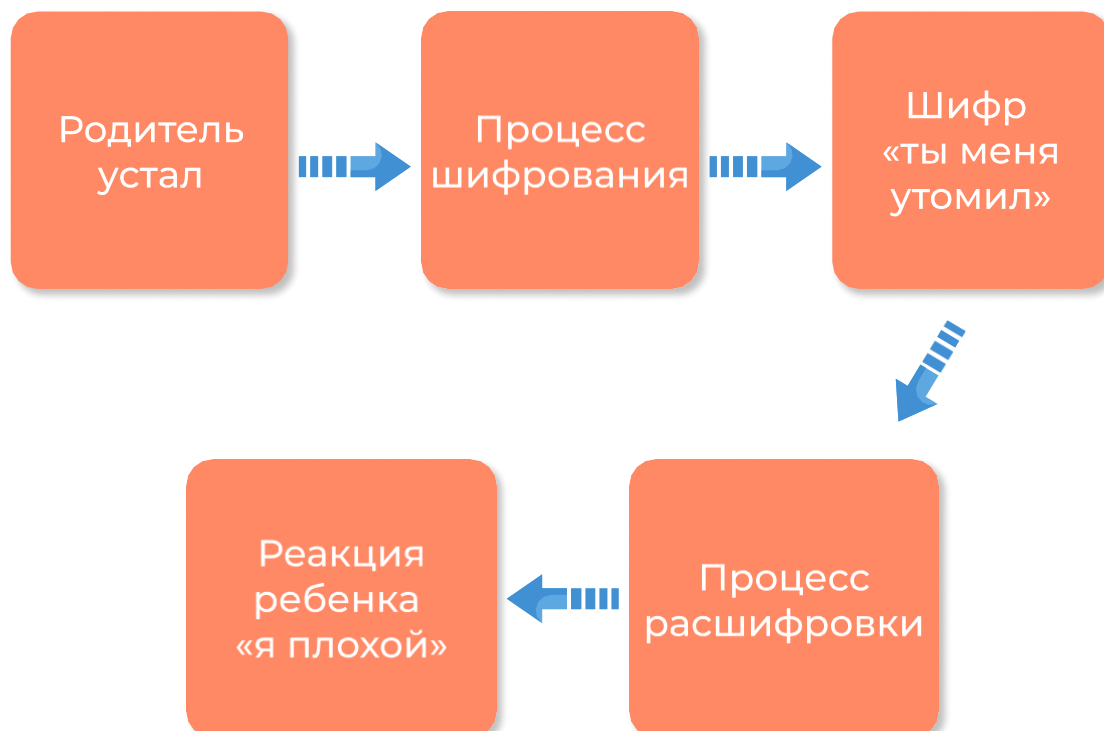 Родитель
устал
Процесс
шифрования
Шифр
«ты меня
утомил»
Процесс
расшифровки
Реакция
ребенка
«я плохой»